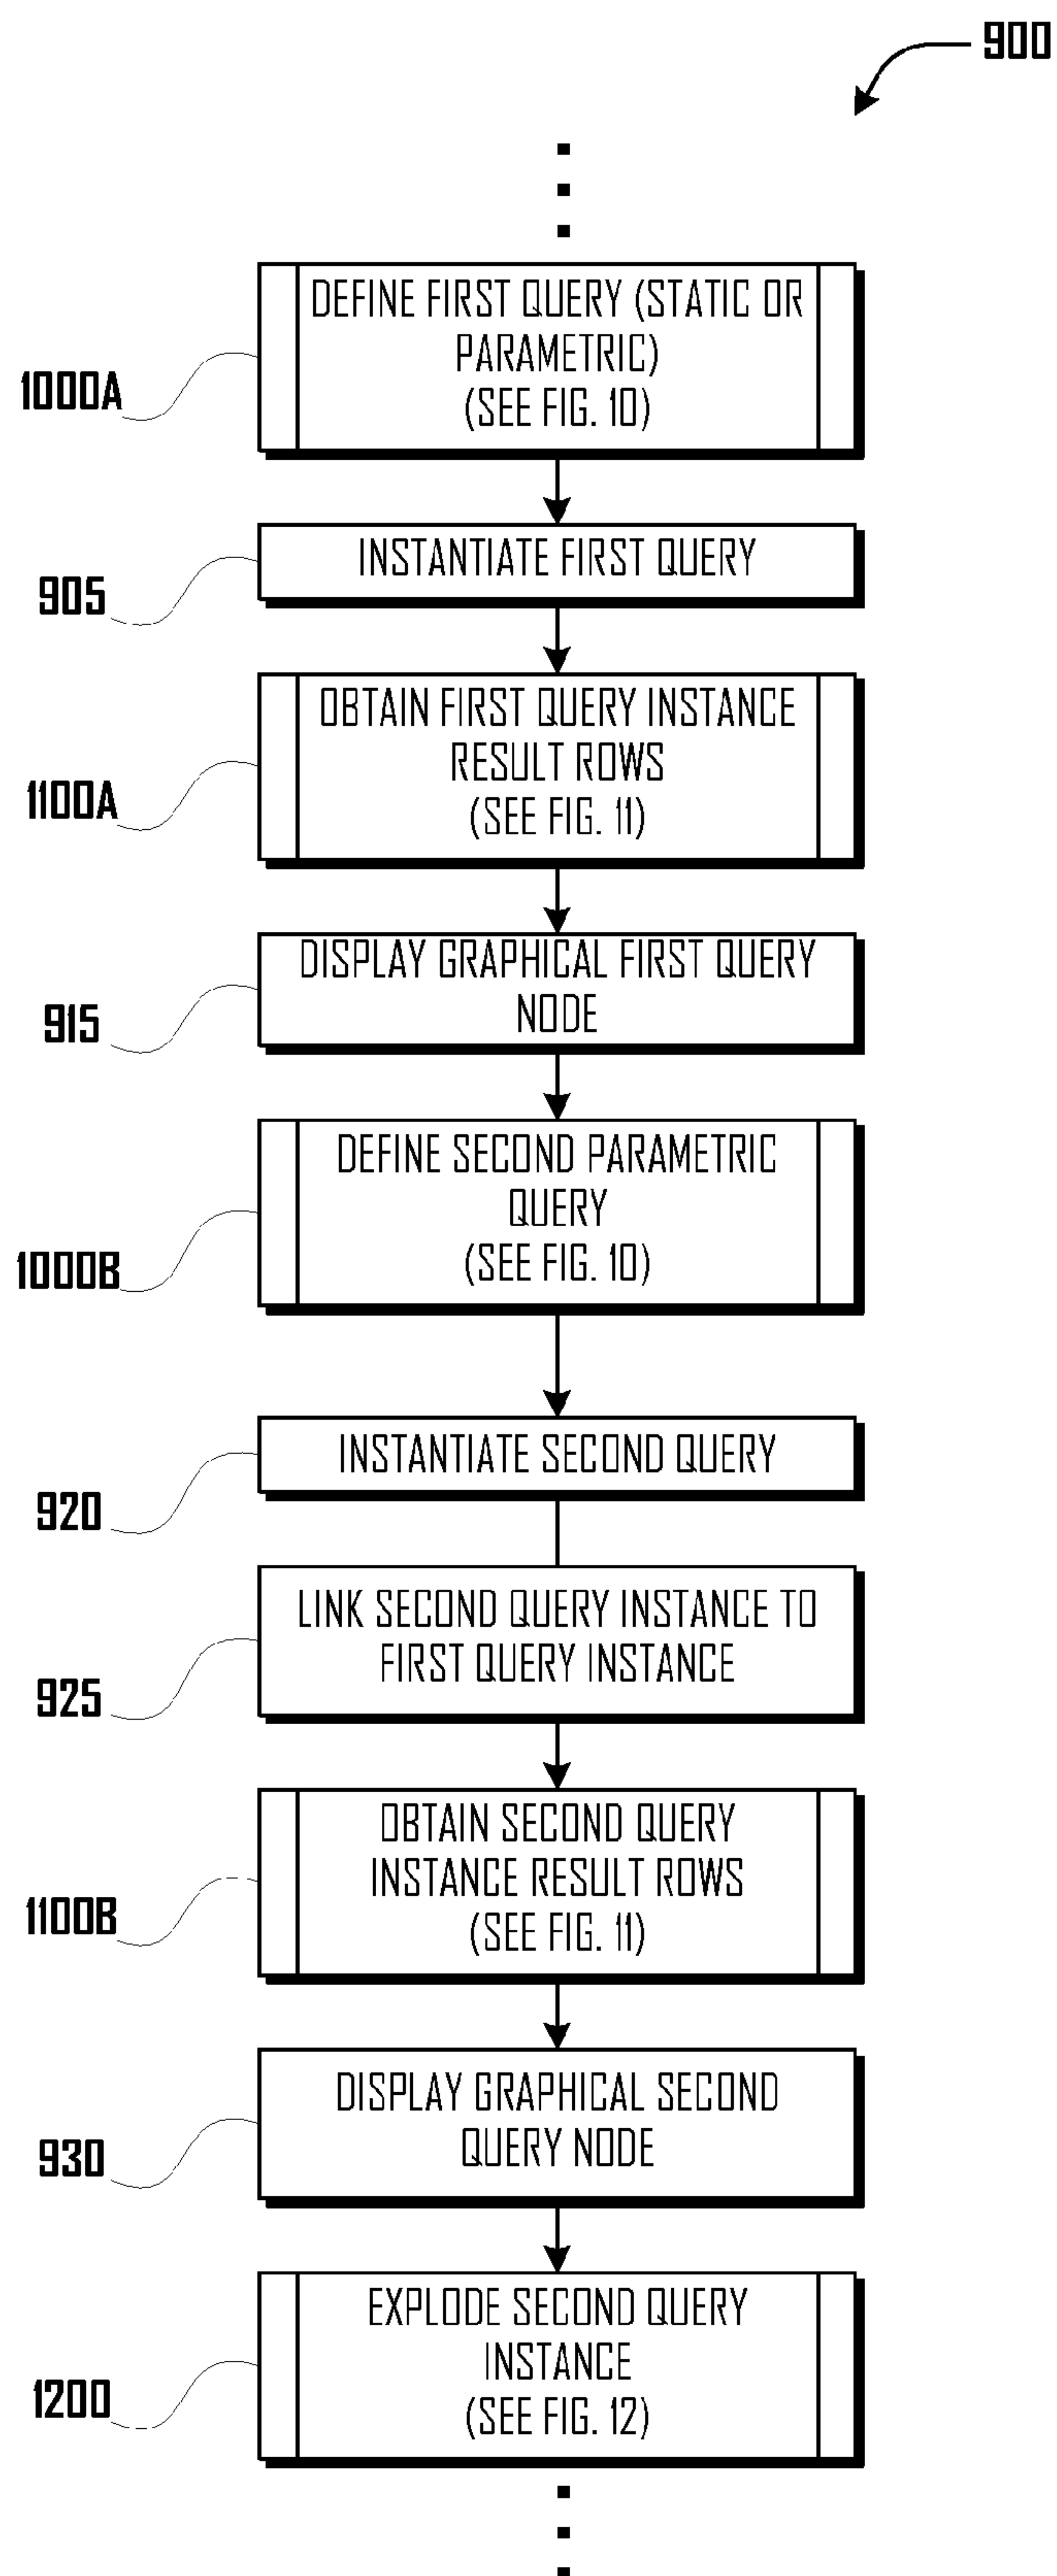 900
DEFINE FIRST QUERY (STATIC OR
PARAMETRIC)
(SEE FIG. 10)
1000A
INSTANTIATE FIRST QUERY
905
OBTAIN FIRST QUERY INSTANCE
RESULT ROWS
(SEE FIG. 11)
1100A
DISPLAY GRAPHICAL FIRST QUERY
NODE
915
DEFINE SECOND PARAMETRIC
QUERY
(SEE FIG. 10)
1000B
INSTANTIATE SECOND QUERY
920
LINK SECOND QUERY INSTANCE TO
FIRST QUERY INSTANCE
925
OBTAIN SECOND QUERY
INSTANCE RESULT ROWS
(SEE FIG. 11)
1100B
DISPLAY GRAPHICAL SECOND
QUERY NODE
930
EXPLODE SECOND QUERY
INSTANCE
(SEE FIG. 12)
1200